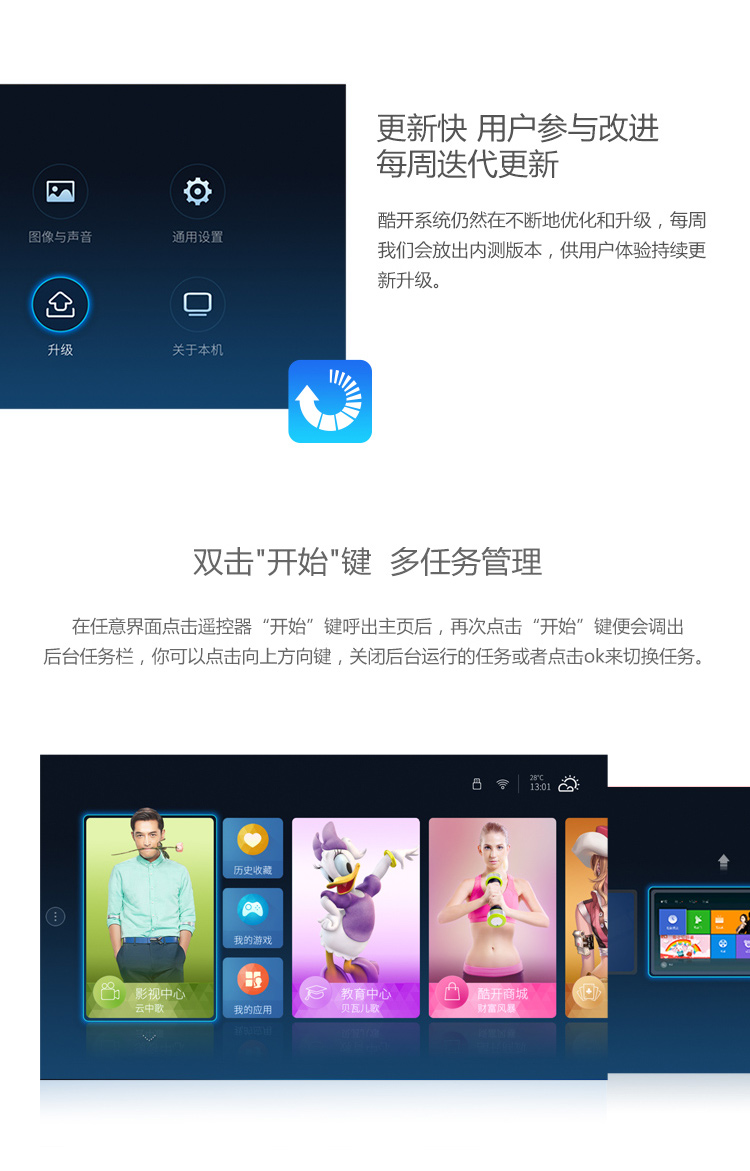 更新快 用户参与改进
每周迭代更新
酷开系统仍然在不断地优化和升级，每周
我们会放出内测版本，供用户体验持续更
新升级。
图像与声音
通用设置
升级
关于本机
双击"开始"键 多任务管理
在任意界面点击遥控器“开始”键呼出主页后，再次点击“开始”键便会调出
后台任务栏，你可以点击向上方向键，关闭后台运行的任务或者点击ok来切换任务。
28°C
13:01
历史收藏
我的游戏
我的应用
影视中心
云中歌
教育中心
贝瓦儿歌
酷开商城
财富风暴